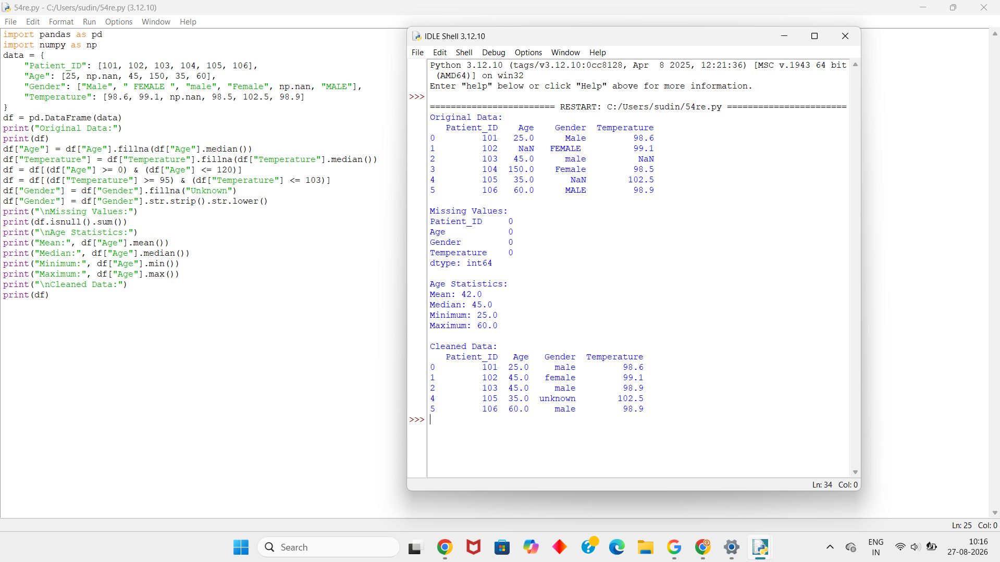 54re.py - C:/Users/sudin/54re.py (3.12.10)
File Edit Format Run Options Window Help
import pandas as pd
import numpy as np
data = {
    "Patient_ID": [101, 102, 103, 104, 105, 106],
    "Age": [25, np.nan, 45, 150, 35, 60],
    "Gender": ["Male", " FEMALE ", "male", "Female", np.nan, "MALE"],
    "Temperature": [98.6, 99.1, np.nan, 98.5, 102.5, 98.9]
}
df = pd.DataFrame(data)
print("Original Data:")
print(df)
df["Age"] = df["Age"].fillna(df["Age"].median())
df["Temperature"] = df["Temperature"].fillna(df["Temperature"].median())
df = df[(df["Age"] >= 0) & (df["Age"] <= 120)]
df = df[(df["Temperature"] >= 95) & (df["Temperature"] <= 103)]
df["Gender"] = df["Gender"].fillna("Unknown")
df["Gender"] = df["Gender"].str.strip().str.lower()
print("\nMissing Values:")
print(df.isnull().sum())
print("\nAge Statistics:")
print("Mean:", df["Age"].mean())
print("Median:", df["Age"].median())
print("Minimum:", df["Age"].min())
print("Maximum:", df["Age"].max())
print("\nCleaned Data:")
print(df)
IDLE Shell 3.12.10
File Edit Shell Debug Options Window Help
Python 3.12.10 (tags/v3.12.10:0cc8128, Apr  8 2025, 12:21:36) [MSC v.1943 64 bit
 (AMD64)] on win32
Enter "help" below or click "Help" above for more information.
>>>
======================== RESTART: C:/Users/sudin/54re.py =======================
Original Data:
   Patient_ID    Age    Gender  Temperature
0         101   25.0      Male         98.6
1         102    NaN   FEMALE          99.1
2         103   45.0      male          NaN
3         104  150.0    Female         98.5
4         105   35.0       NaN        102.5
5         106   60.0      MALE         98.9
Missing Values:
Patient_ID     0
Age            0
Gender         0
Temperature    0
dtype: int64
Age Statistics:
Mean: 42.0
Median: 45.0
Minimum: 25.0
Maximum: 60.0
Cleaned Data:
   Patient_ID   Age   Gender  Temperature
0         101  25.0     male         98.6
1         102  45.0   female         99.1
2         103  45.0     male         98.9
4         105  35.0  unknown        102.5
5         106  60.0     male         98.9
>>>
Ln: 34 Col: 0
Ln: 25 Col: 0
Search
ENG
IN
10:16
27-08-2026